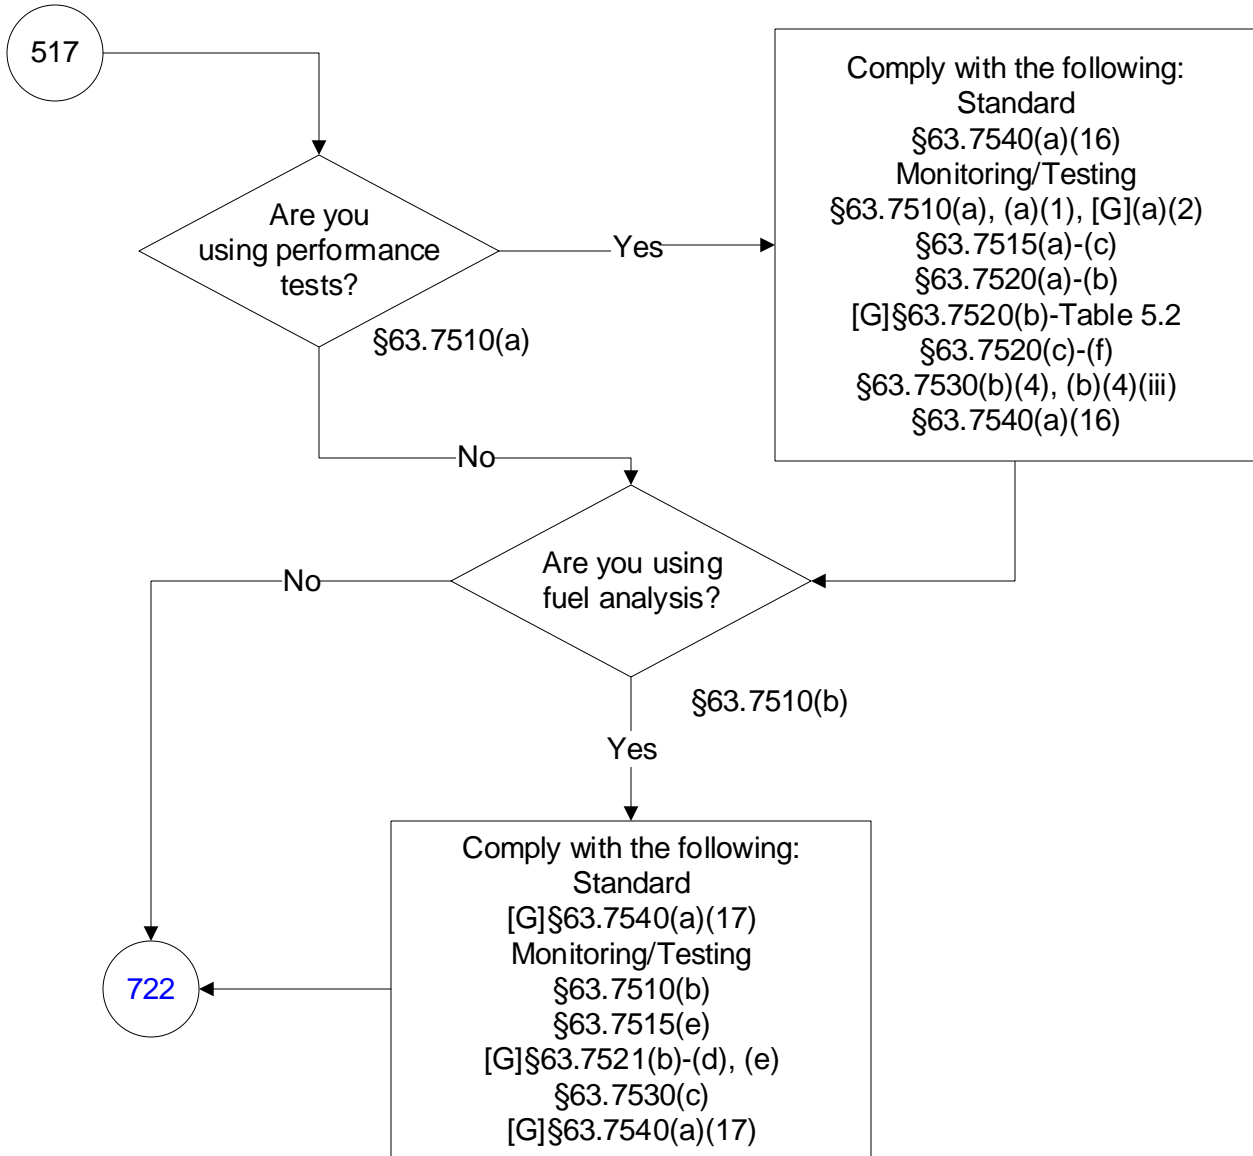 517
Are you
using performance
tests?
§63.7510(a)
Yes
Comply with the following:
Standard
§63.7540(a)(16)
Monitoring/Testing
§63.7510(a), (a)(1), [G](a)(2)
§63.7515(a)-(c)
§63.7520(a)-(b)
[G]§63.7520(b)-Table 5.2
§63.7520(c)-(f)
§63.7530(b)(4), (b)(4)(iii)
§63.7540(a)(16)
No
Are you using
fuel analysis?
§63.7510(b)
No
Yes
Comply with the following:
Standard
[G]§63.7540(a)(17)
Monitoring/Testing
§63.7510(b)
§63.7515(e)
[G]§63.7521(b)-(d), (e)
§63.7530(c)
[G]§63.7540(a)(17)
722